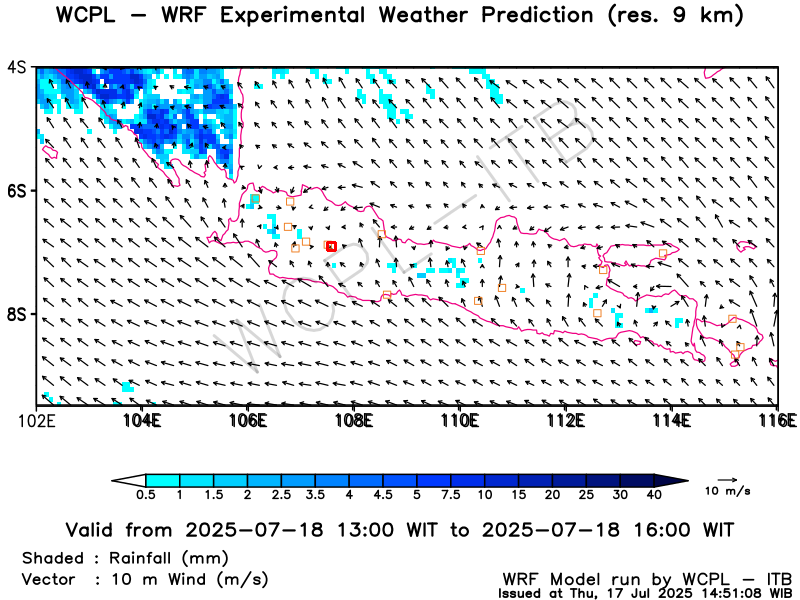 WCPL − WRF Experimental Weather Prediction (res. 9 km)
4S
6S
8S
WCPL−ITB
102E 104E 106E 108E 110E 112E 114E 116E
0.5 1 1.5 2 2.5 3.5 4.5 5 7.5 10 15 20 25 30 40
10 m/s
Valid from 2025−07−18 13:00 WIT to 2025−07−18 16:00 WIT
Shaded : Rainfall (mm)
Vector : 10 m Wind (m/s)
WRF Model run by WCPL − ITB
Issued at Thu, 17 Jul 2025 14:51:08 WIB